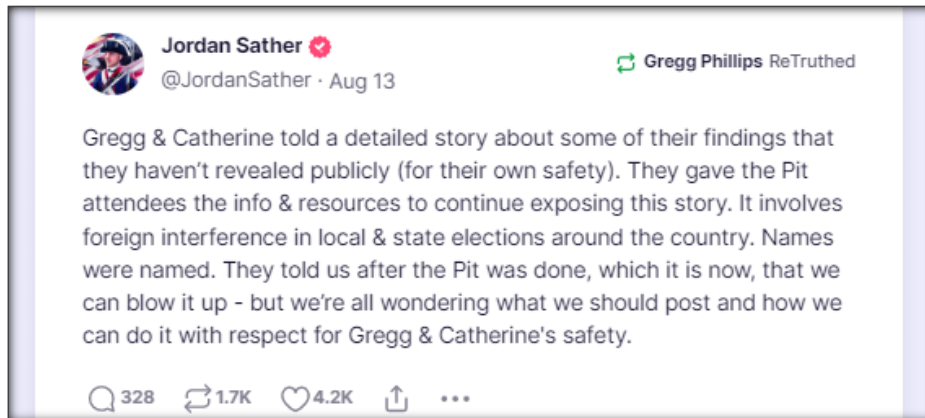 Jordan Sather
Gregg Phillips ReTruthed
@JordanSather · Aug 13
Gregg & Catherine told a detailed story about some of their findings that
they haven’t revealed publicly (for their own safety). They gave the Pit
attendees the info & resources to continue exposing this story. It involves
foreign interference in local & state elections around the country. Names
were named. They told us after the Pit was done, which it is now, that we
can blow it up - but we’re all wondering what we should post and how we
can do it with respect for Gregg & Catherine's safety.
328 1.7K 4.2K